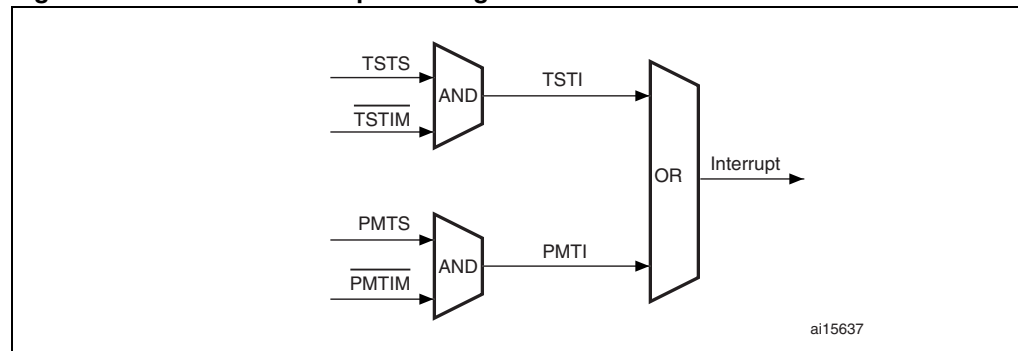 TSTS
TSTIM
AND
TSTI
OR
Interrupt
PMTS
PMTIM
AND
PMTI
ai15637